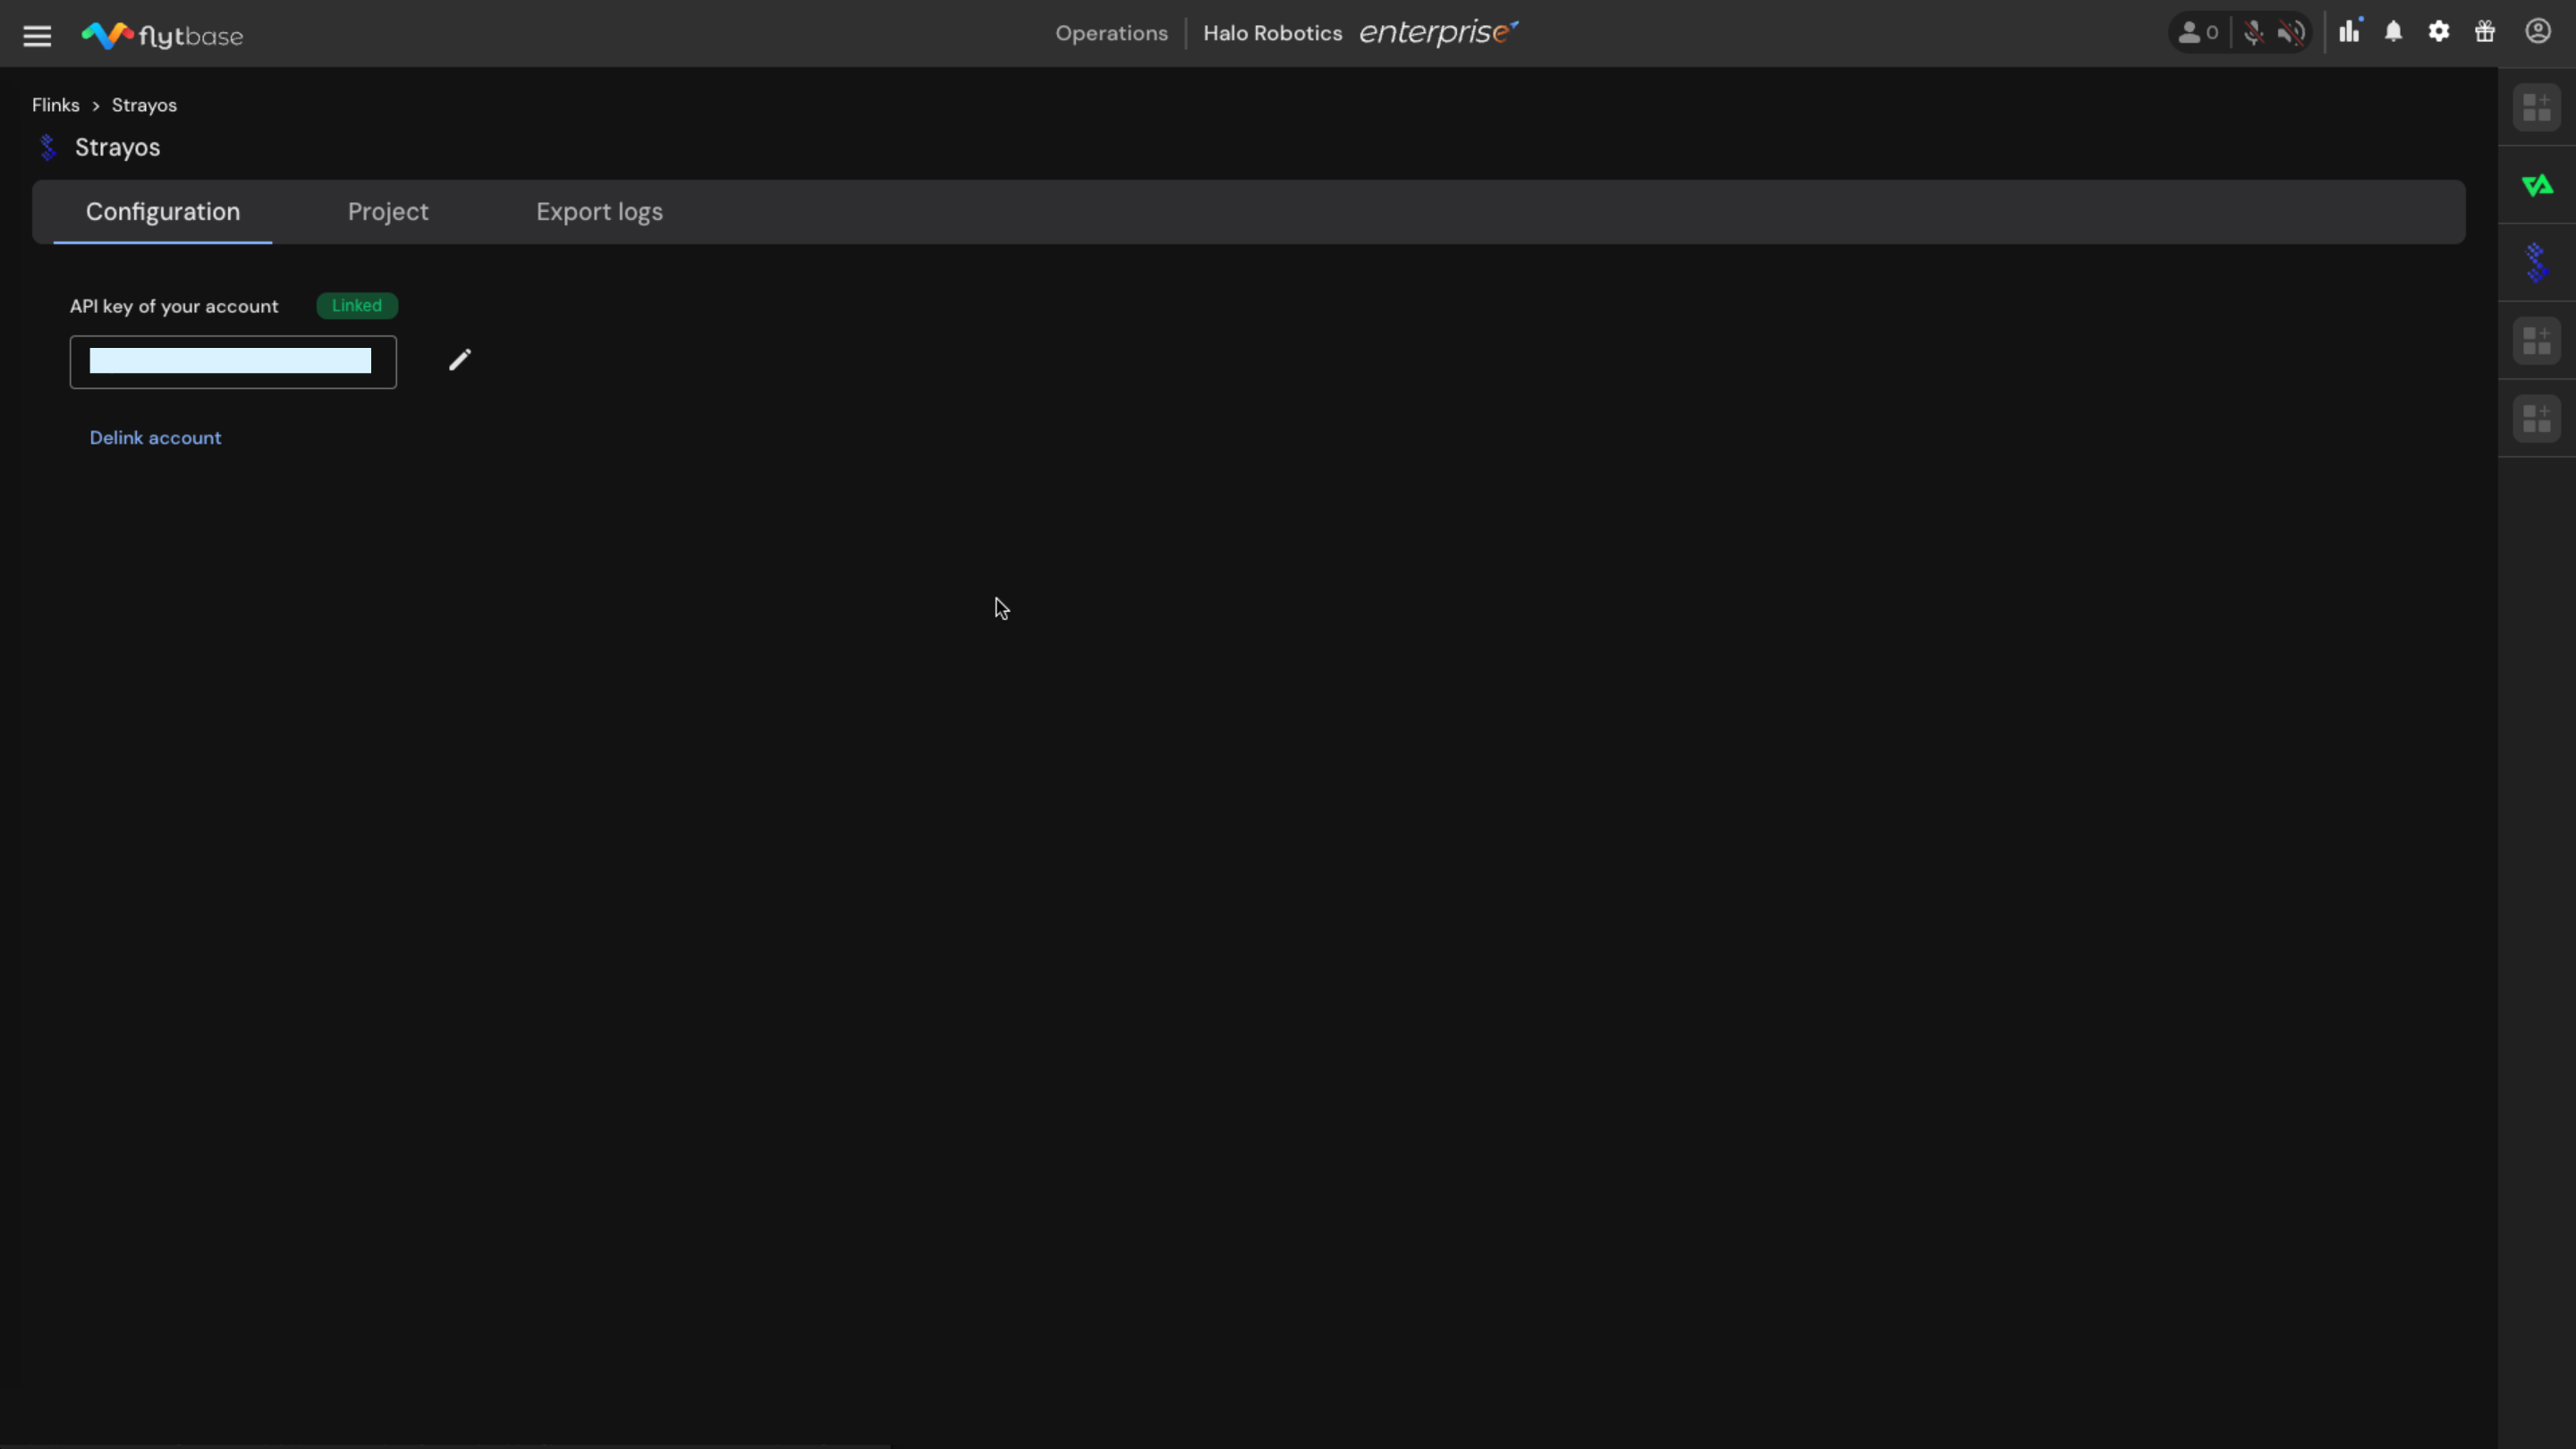 flytbase
Operations
Halo Robotics enterprise
0
Flinks > Strayos
Strayos
Configuration
Project
Export logs
API key of your account
Linked
Delink account